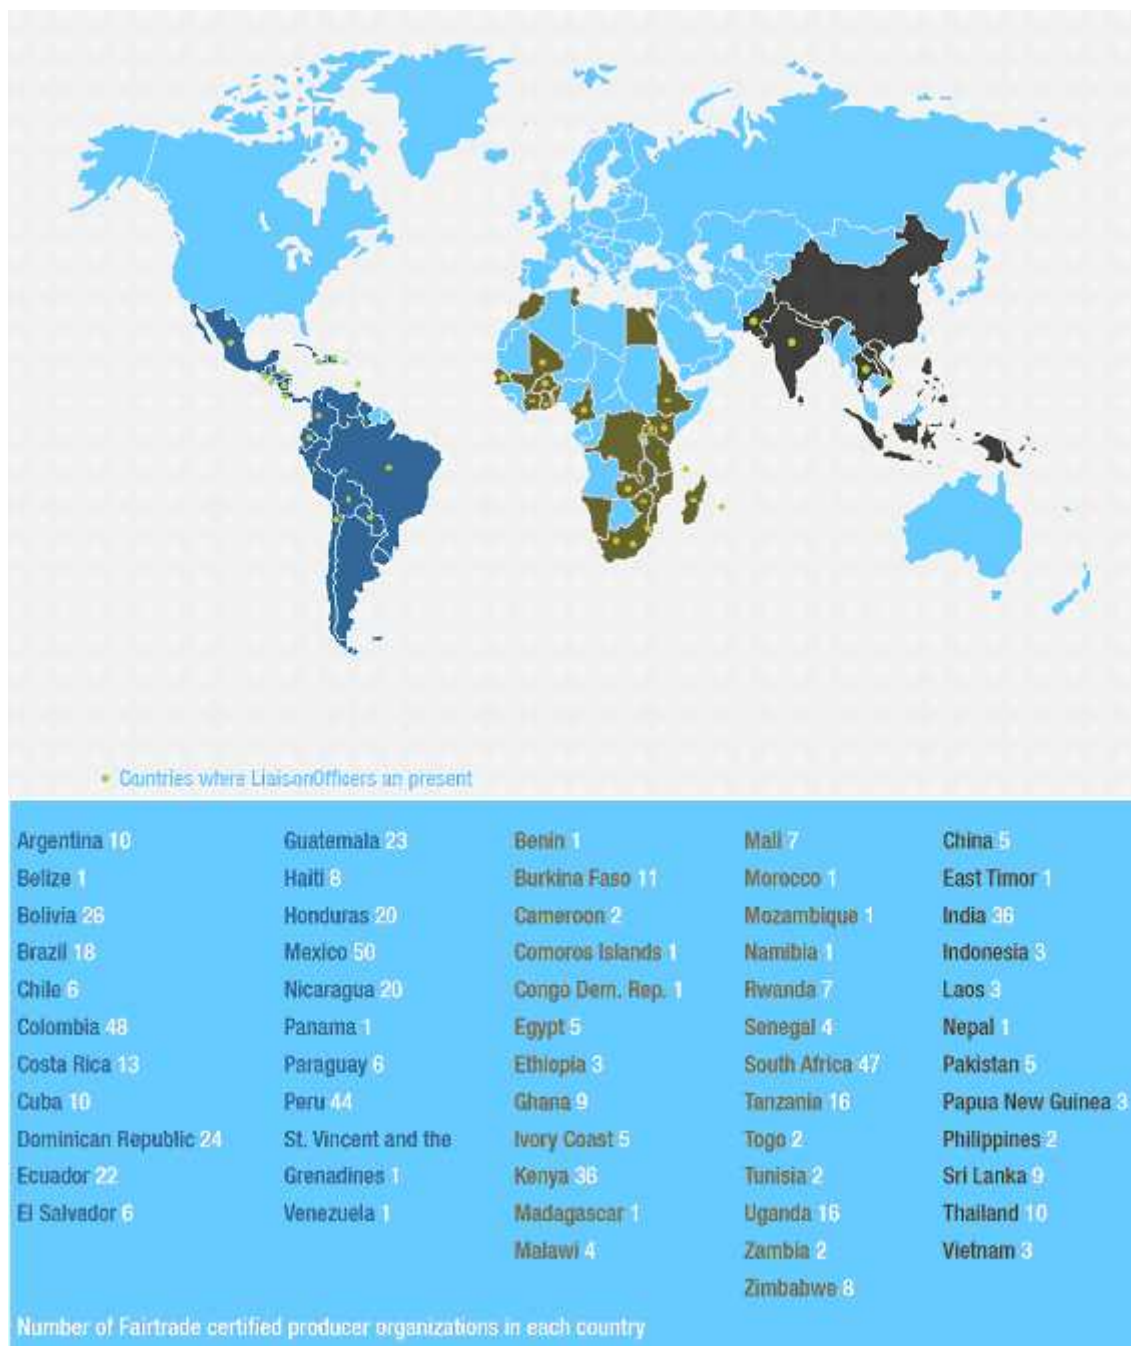 Countries where LiaisonOfficers an present
Argentina 10
Belize 1
Bolivia 26
Brazil 18
Chile 6
Colombia 48
Costa Rica 13
Cuba 10
Dominican Republic 24
Ecuador 22
El Salvador 6
Guatemala 23
Haiti 8
Honduras 20
Mexico 50
Nicaragua 20
Panama 1
Paraguay 6
Peru 44
St. Vincent and the
Grenadines 1
Venezuela 1
Benin 1
Burkina Faso 11
Cameroon 2
Comoros Islands 1
Congo Dem. Rep. 1
Egypt 5
Ethiopia 3
Ghana 9
Ivory Coast 5
Kenya 36
Madagascar 1
Malawi 4
Mali 7
Morocco 1
Mozambique 1
Namibia 1
Rwanda 7
Senegal 4
South Africa 47
Tanzania 16
Togo 2
Tunisia 2
Uganda 16
Zambia 2
Zimbabwe 8
China 5
East Timor 1
India 36
Indonesia 3
Laos 3
Nepal 1
Pakistan 5
Papua New Guinea 3
Philippines 2
Sri Lanka 9
Thailand 10
Vietnam 3
Number of Fairtrade certified producer organizations in each country